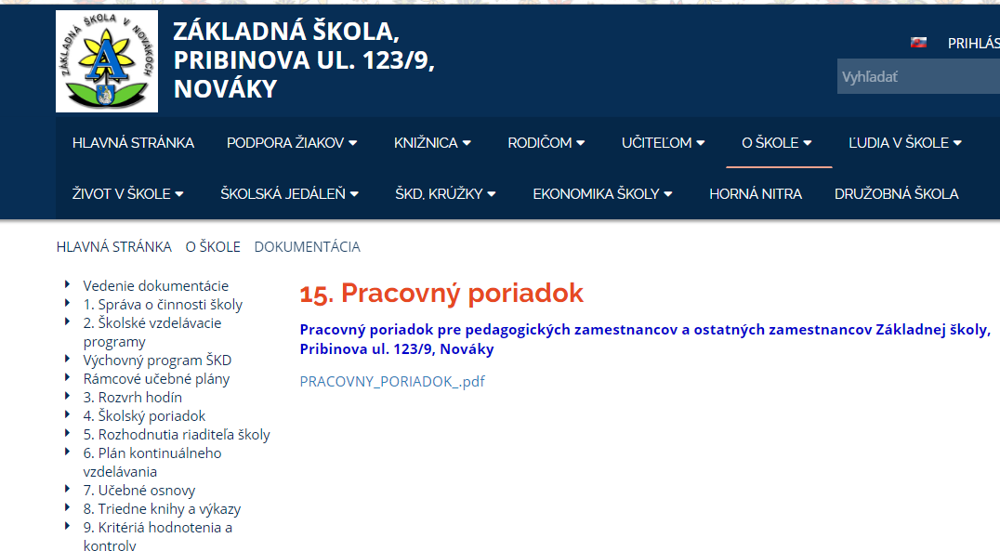 ZÁKLADNÁ ŠKOLA V NOVÁKOCH
A
ZÁKLADNÁ ŠKOLA,
PRIBINOVA UL. 123/9,
NOVÁKY
PRIHLÁS
Vyhľadať
HLAVNÁ STRÁNKA PODPORA ŽIAKOV KNIŽNICA RODIČOM UČITEĽOM O ŠKOLE ĽUDIA V ŠKOLE
ŽIVOT V ŠKOLE ŠKOLSKÁ JEDÁLEŇ ŠKD, KRÚŽKY EKONOMIKA ŠKOLY HORNÁ NITRA DRUŽOBNÁ ŠKOLA
HLAVNÁ STRÁNKA O ŠKOLE DOKUMENTÁCIA
Vedenie dokumentácie
1. Správa o činnosti školy
2. Školské vzdelávacie
programy
Výchovný program ŠKD
Rámcové učebné plány
3. Rozvrh hodín
4. Školský poriadok
5. Rozhodnutia riaditeľa školy
6. Plán kontinuálneho
vzdelávania
7. Učebné osnovy
8. Triedne knihy a výkazy
9. Kritériá hodnotenia a
kontroly
15. Pracovný poriadok
Pracovný poriadok pre pedagogických zamestnancov a ostatných zamestnancov Základnej školy,
Pribinova ul. 123/9, Nováky
PRACOVNY_PORIADOK_.pdf